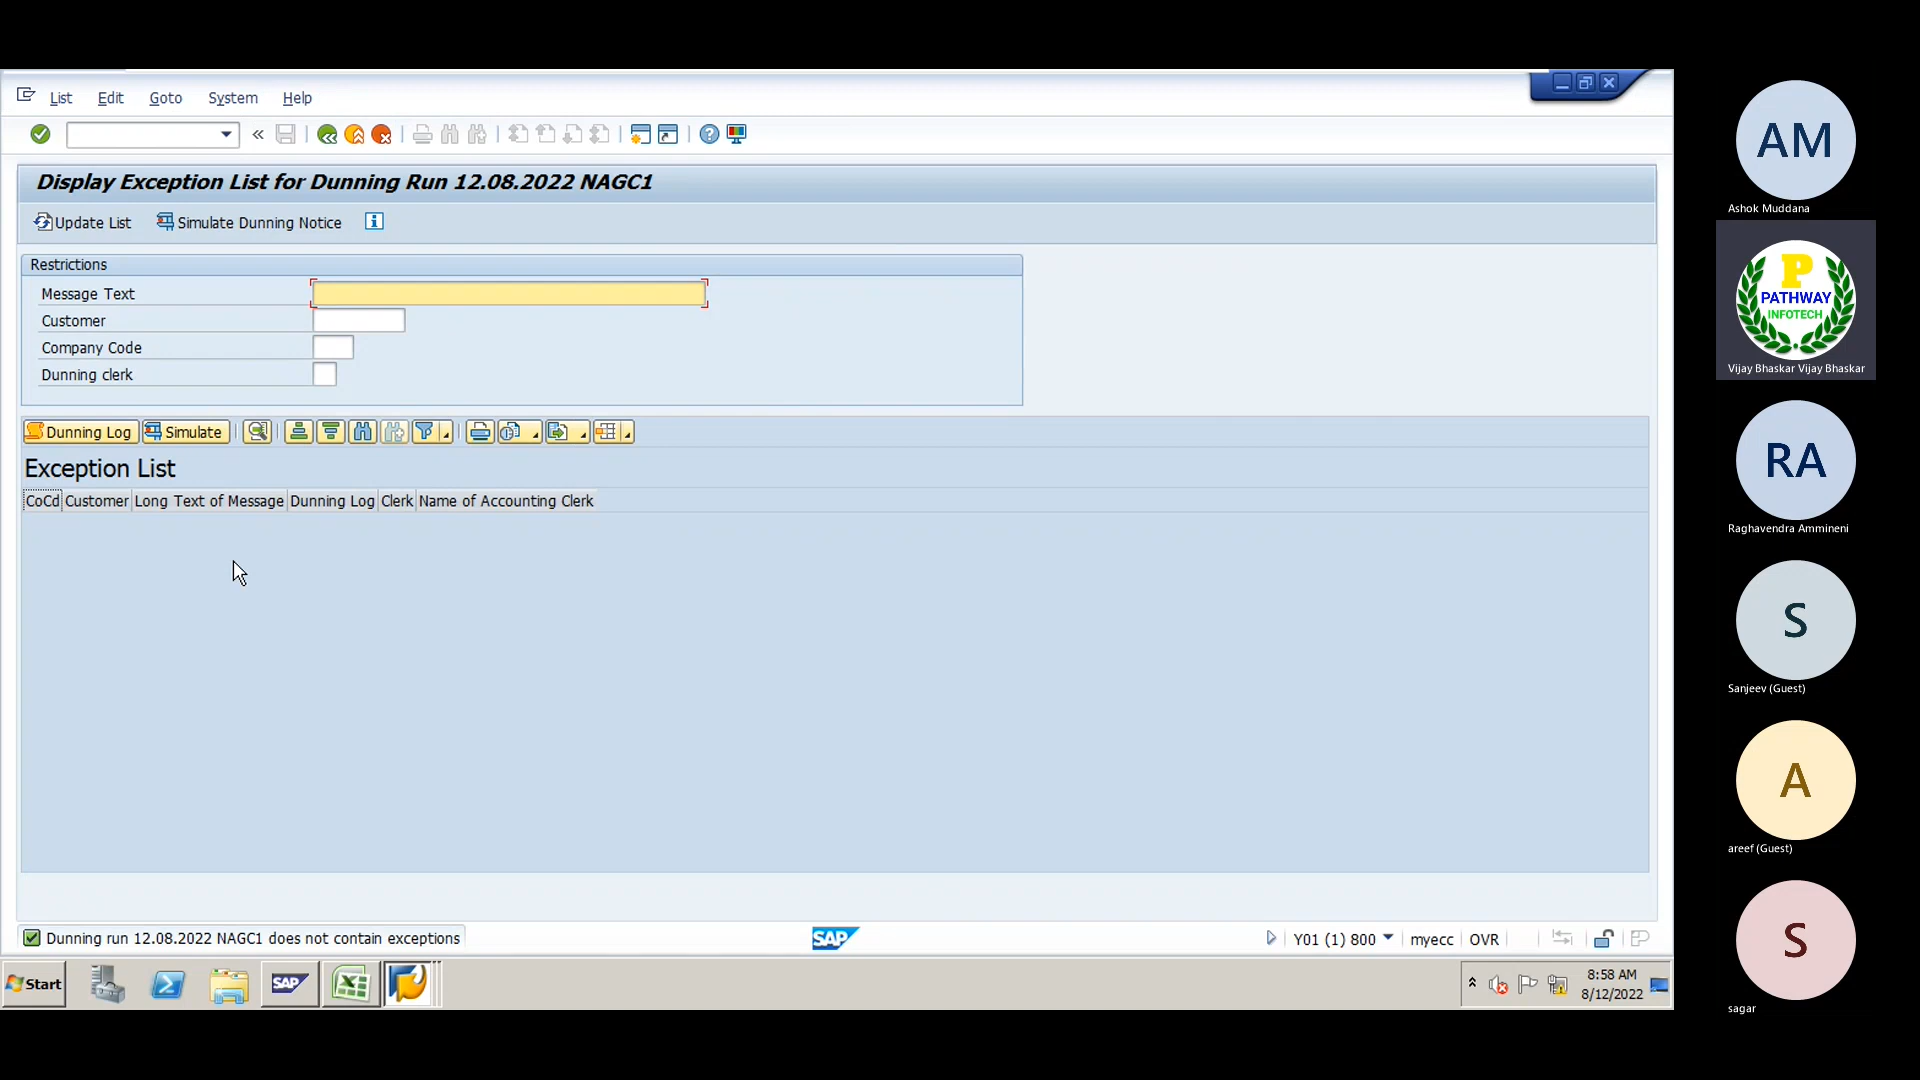 List Edit Goto System Help
Display Exception List for Dunning Run 12.08.2022 NAGC1
Update List Simulate Dunning Notice
Restrictions
Message Text
Customer
Company Code
Dunning clerk
Dunning Log Simulate
Exception List
CoCd Customer Long Text of Message Dunning Log Clerk Name of Accounting Clerk
Dunning run 12.08.2022 NAGC1 does not contain exceptions
SAP
Y01 (1) 800 myecc OVR
Start
SAP
8:58 AM
8/12/2022
AM
Ashok Muddana
P
PATHWAY
INFOTECH
Vijay Bhaskar Vijay Bhaskar
RA
Raghavendra Ammineni
S
Sanjeev (Guest)
A
areef (Guest)
S
sagar